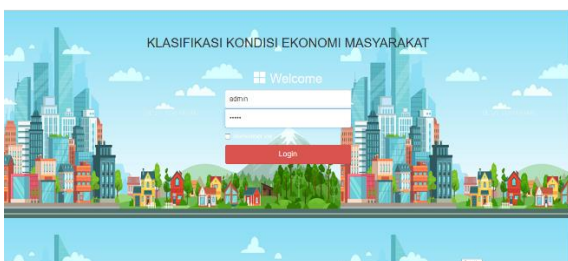 KLASIFIKASI KONDISI EKONOMI MASYARAKAT
Welcome
admin
•••••
Login